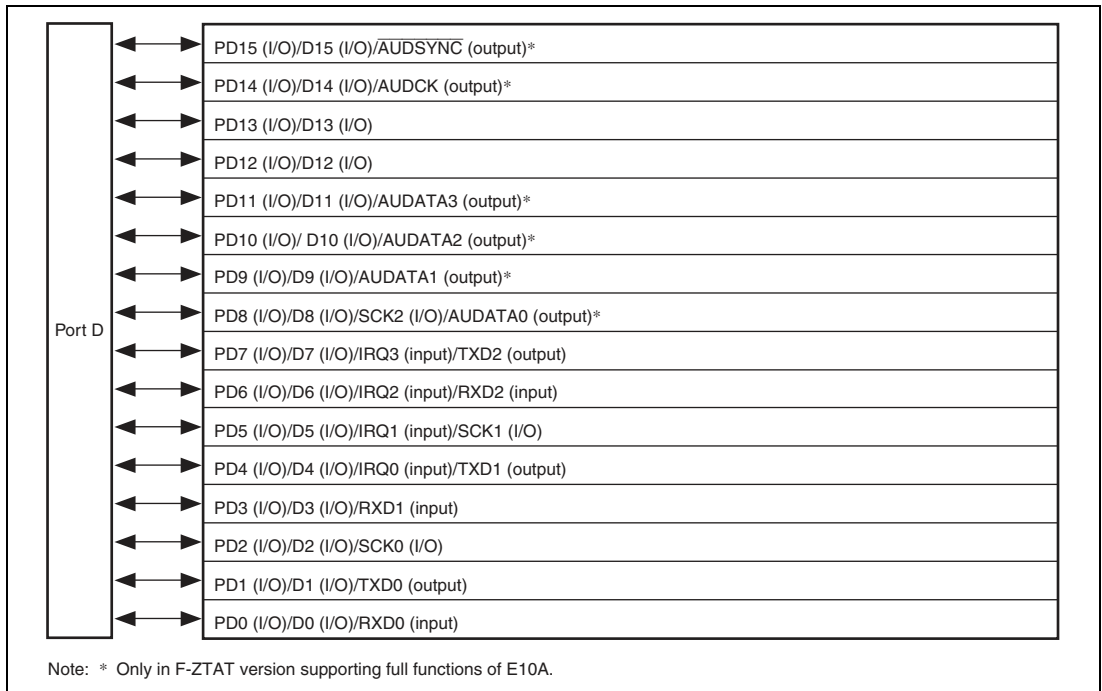 PD15 (I/O)/D15 (I/O)/A̅U̅D̅S̅Y̅N̅C̅ (output)*
PD14 (I/O)/D14 (I/O)/AUDCK (output)*
PD13 (I/O)/D13 (I/O)
PD12 (I/O)/D12 (I/O)
PD11 (I/O)/D11 (I/O)/AUDATA3 (output)*
PD10 (I/O)/ D10 (I/O)/AUDATA2 (output)*
PD9 (I/O)/D9 (I/O)/AUDATA1 (output)*
Port D
PD8 (I/O)/D8 (I/O)/SCK2 (I/O)/AUDATA0 (output)*
PD7 (I/O)/D7 (I/O)/IRQ3 (input)/TXD2 (output)
PD6 (I/O)/D6 (I/O)/IRQ2 (input)/RXD2 (input)
PD5 (I/O)/D5 (I/O)/IRQ1 (input)/SCK1 (I/O)
PD4 (I/O)/D4 (I/O)/IRQ0 (input)/TXD1 (output)
PD3 (I/O)/D3 (I/O)/RXD1 (input)
PD2 (I/O)/D2 (I/O)/SCK0 (I/O)
PD1 (I/O)/D1 (I/O)/TXD0 (output)
PD0 (I/O)/D0 (I/O)/RXD0 (input)
Note: * Only in F-ZTAT version supporting full functions of E10A.